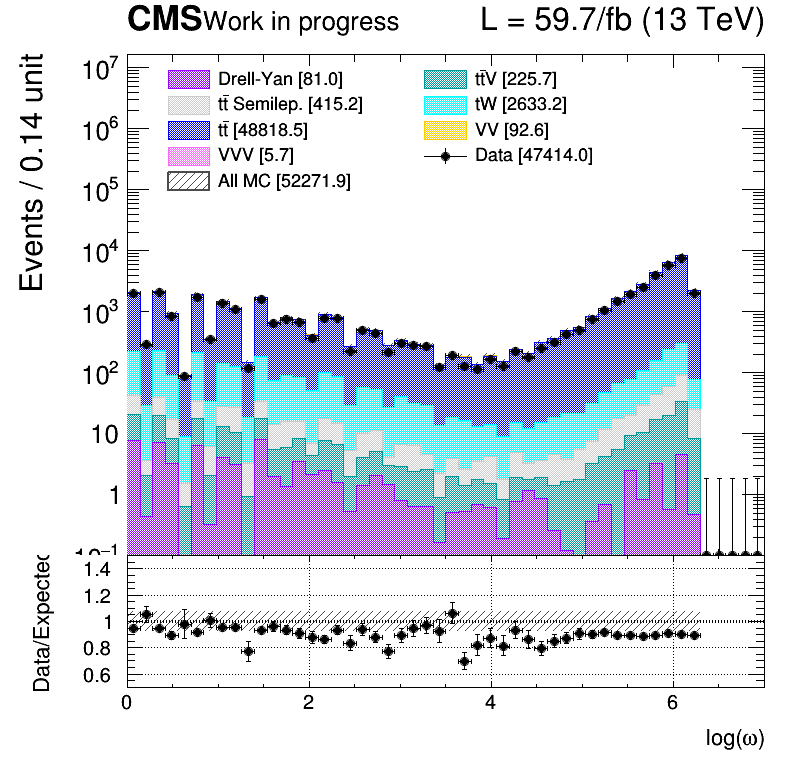 CMS Work in progress L = 59.7/fb (13 TeV)
Events / 0.14 unit
10⁷
10⁶
10⁵
10⁴
10³
10²
10
1
10⁻¹
Drell-Yan [81.0]
tt̄ Semilep. [415.2]
tt̄ [48818.5]
VVV [5.7]
All MC [52271.9]
tt̄V [225.7]
tW [2633.2]
VV [92.6]
Data [47414.0]
Data/Expected
1.4
1.2
1
0.8
0.6
0 2 4 6
log(ω)